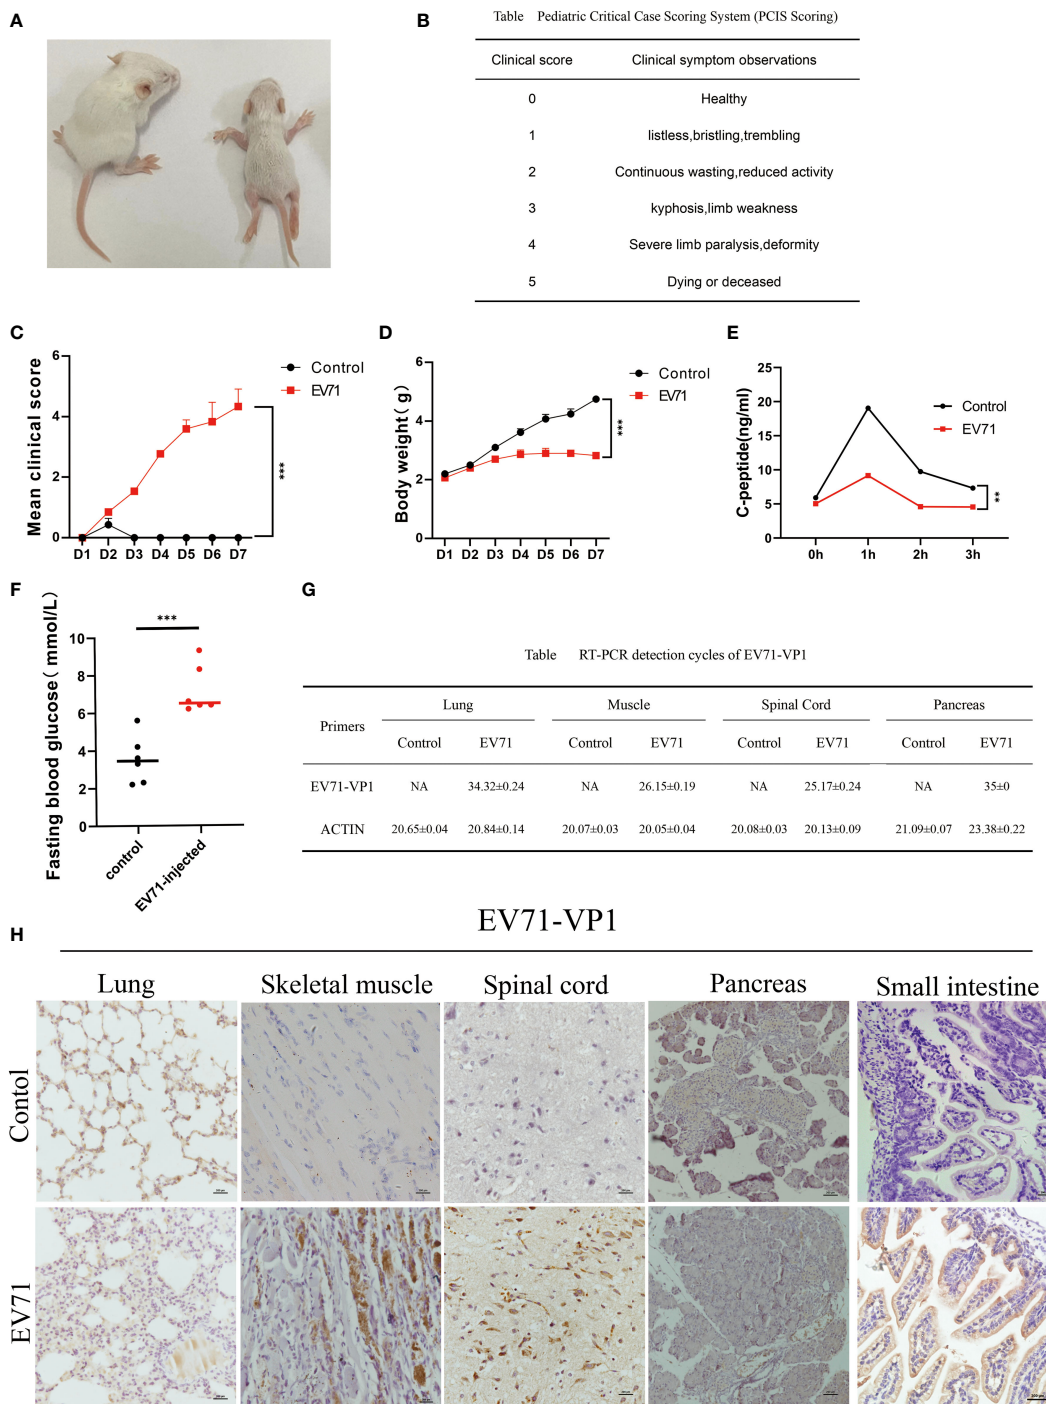 A
B
Table Pediatric Critical Case Scoring System (PCIS Scoring)
Clinical score Clinical symptom observations
0 Healthy
1 listless,bristling,trembling
2 Continuous wasting,reduced activity
3 kyphosis,limb weakness
4 Severe limb paralysis,deformity
5 Dying or deceased
C
Mean clinical score
6
4
2
0
D1 D2 D3 D4 D5 D6 D7
Control
EV71
***
D
Body weight( g)
6
4
2
0
D1 D2 D3 D4 D5 D6 D7
Control
EV71
***
E
C-peptide(ng/ml)
25
20
15
10
5
0
0h 1h 2h 3h
Control
EV71
**
F
Fasting blood glucose( mmol/L)
10
8
6
4
2
0
***
control
EV71-injected
G
Table RT-PCR detection cycles of EV71-VP1
Primers Lung Muscle Spinal Cord Pancreas
Control EV71 Control EV71 Control EV71 Control EV71
EV71-VP1 NA 34.32±0.24 NA 26.15±0.19 NA 25.17±0.24 NA 35±0
ACTIN 20.65±0.04 20.84±0.14 20.07±0.03 20.05±0.04 20.08±0.03 20.13±0.09 21.09±0.07 23.38±0.22
H
EV71-VP1
Lung Skeletal muscle Spinal cord Pancreas Small intestine
Contol
EV71